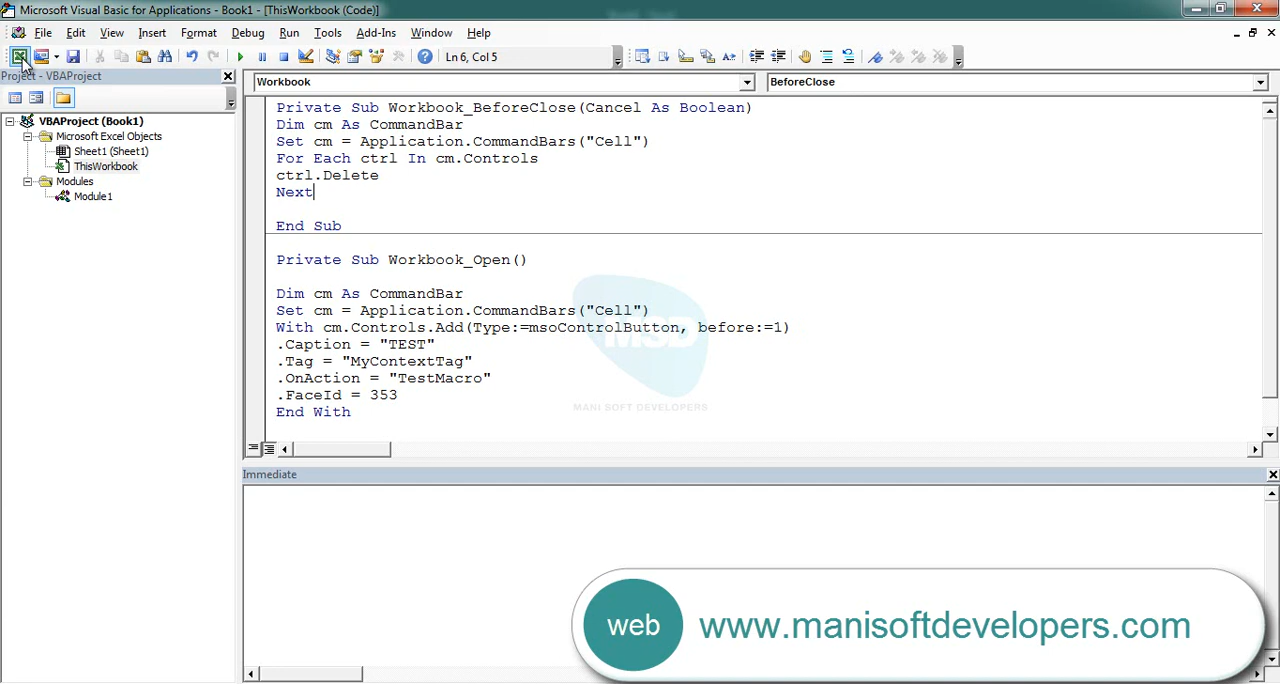 Microsoft Visual Basic for Applications - Book1 - [ThisWorkbook (Code)]
File Edit View Insert Format Debug Run Tools Add-Ins Window Help
Ln 6, Col 5
Project - VBAProject
Workbook
BeforeClose
VBAProject (Book1)
Microsoft Excel Objects
Sheet1 (Sheet1)
ThisWorkbook
Modules
Module1
Private Sub Workbook_BeforeClose(Cancel As Boolean)
Dim cm As CommandBar
Set cm = Application.CommandBars("Cell")
For Each ctrl In cm.Controls
ctrl.Delete
Next
End Sub
Private Sub Workbook_Open()
Dim cm As CommandBar
Set cm = Application.CommandBars("Cell")
With cm.Controls.Add(Type:=msoControlButton, before:=1)
.Caption = "TEST"
.Tag = "MyContextTag"
.OnAction = "TestMacro"
.FaceId = 353
End With
MSD
MANI SOFT DEVELOPERS
Immediate
web
www.manisoftdevelopers.com